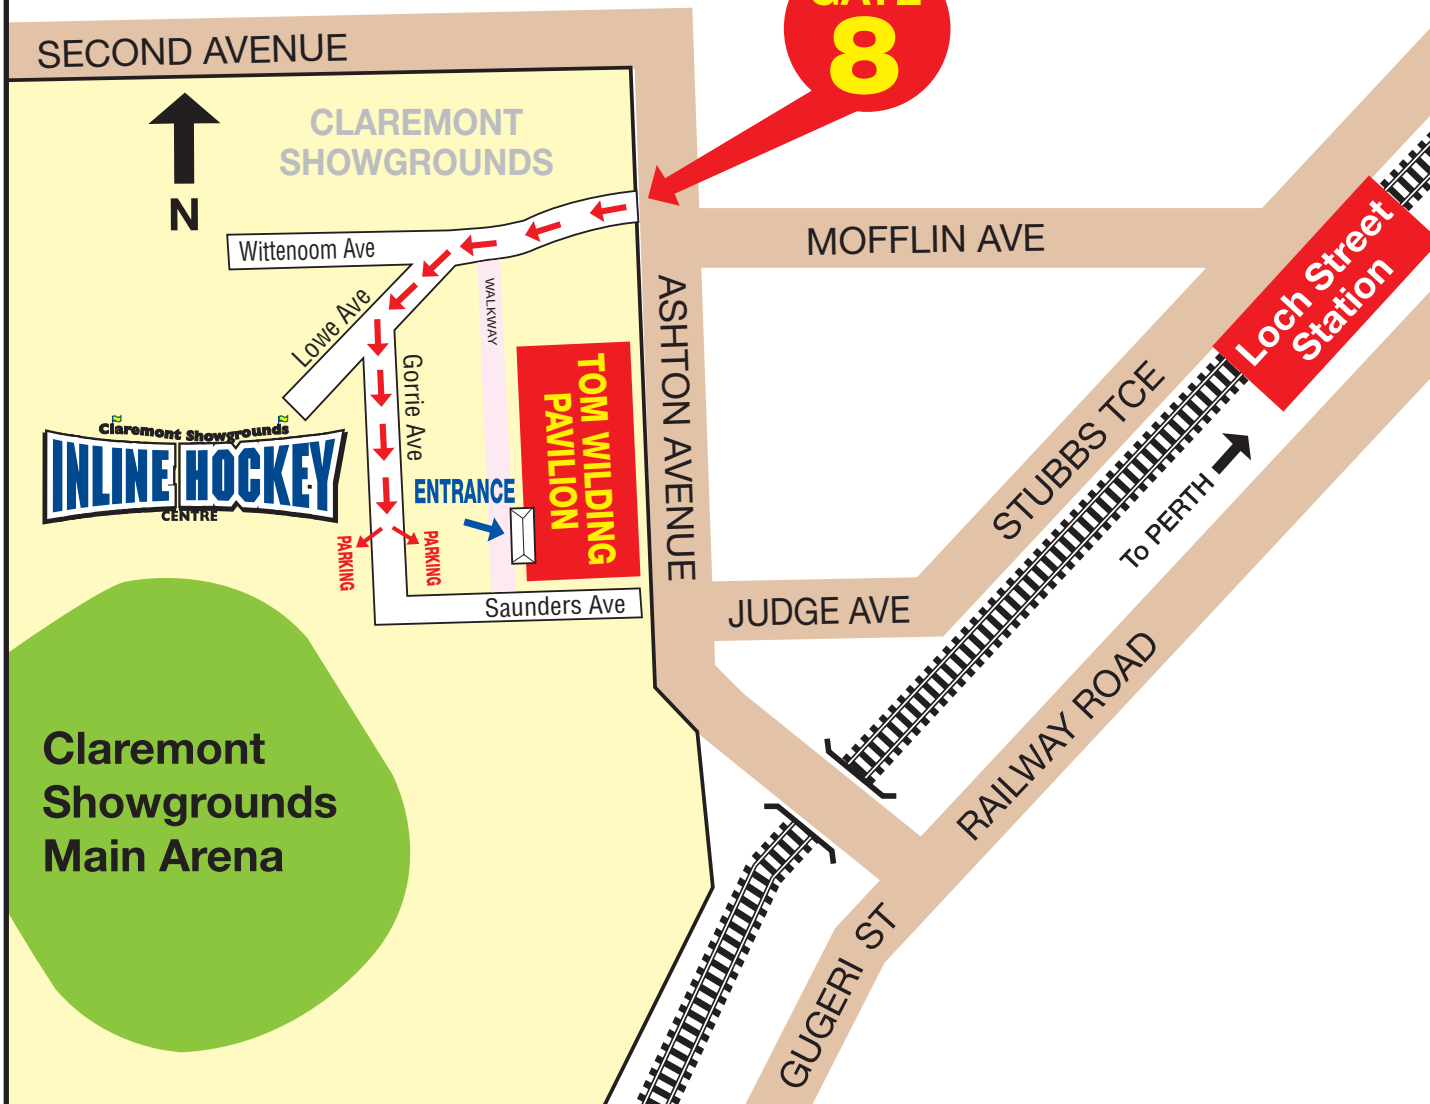 GATE
8
SECOND AVENUE
CLAREMONT
SHOWGROUNDS
N
Wittenoom Ave
MOFFLIN AVE
Loch Street
Station
WALKWAY
Lowe Ave
Gorrie Ave
ASHTON AVENUE
TOM WILDING
PAVILION
STUBBS TCE
Claremont Showgrounds
INLINE HOCKEY
CENTRE
ENTRANCE
To PERTH
PARKING
PARKING
Saunders Ave
JUDGE AVE
RAILWAY ROAD
Claremont
Showgrounds
Main Arena
GUGERI ST